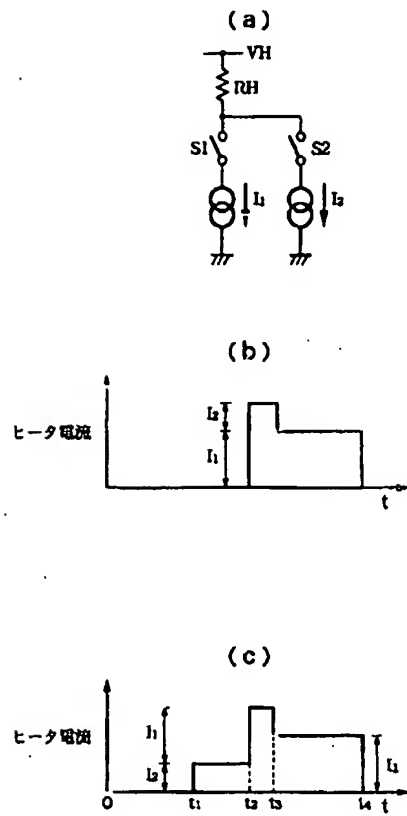 (a)
VH
RH
S1
S2
I₁
I₂
(b)
ヒータ電流
I₂
I₁
t
(c)
ヒータ電流
I₁
I₂
I₁
0
t₁
t₂
t₃
t₄
t